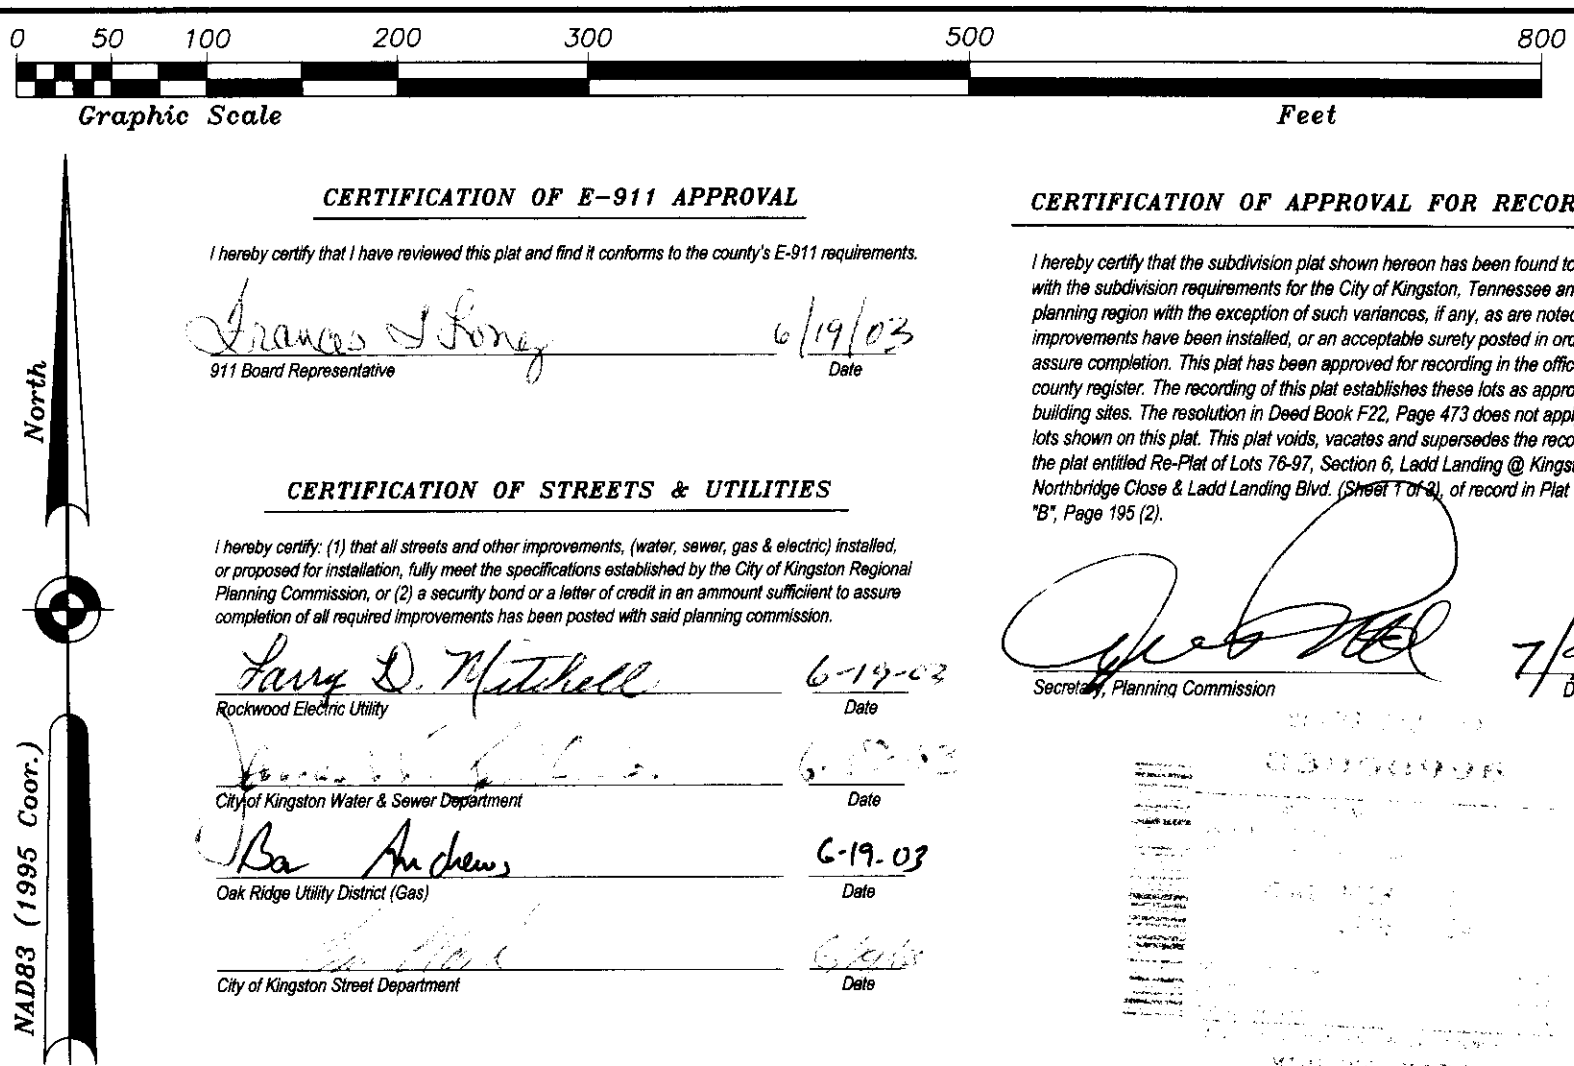 0 50 100 200 300 500 800
Graphic Scale Feet
North
NAD83 (1995 Coor.)
CERTIFICATION OF E-911 APPROVAL
I hereby certify that I have reviewed this plat and find it conforms to the county's E-911 requirements.
Frances 6/19/03
911 Board Representative Date
CERTIFICATION OF STREETS & UTILITIES
I hereby certify: (1) that all streets and other improvements, (water, sewer, gas & electric) installed,
or proposed for installation, fully meet the specifications established by the City of Kingston Regional
Planning Commission, or (2) a security bond or a letter of credit in an ammount sufficiient to assure
completion of all required improvements has been posted with said planning commission.
Larry D. Mitchell 6-19-03
Rockwood Electric Utility Date
City of Kingston Water & Sewer Department Date
Andrews 6-19-03
Oak Ridge Utility District (Gas) Date
City of Kingston Street Department Date
CERTIFICATION OF APPROVAL FOR RECOR
I hereby certify that the subdivision plat shown hereon has been found to
with the subdivision requirements for the City of Kingston, Tennessee an
planning region with the exception of such variances, if any, as are noted
improvements have been installed, or an acceptable surety posted in ord
assure completion. This plat has been approved for recording in the offic
county register. The recording of this plat establishes these lots as appro
building sites. The resolution in Deed Book F22, Page 473 does not appl
lots shown on this plat. This plat voids, vacates and supersedes the reco
the plat entitled Re-Plat of Lots 76-97, Section 6, Ladd Landing @ Kingst
Northbridge Close & Ladd Landing Blvd. (Sheet 1 of 3), of record in Plat
"B", Page 195 (2).
7/
Secretary, Planning Commission D